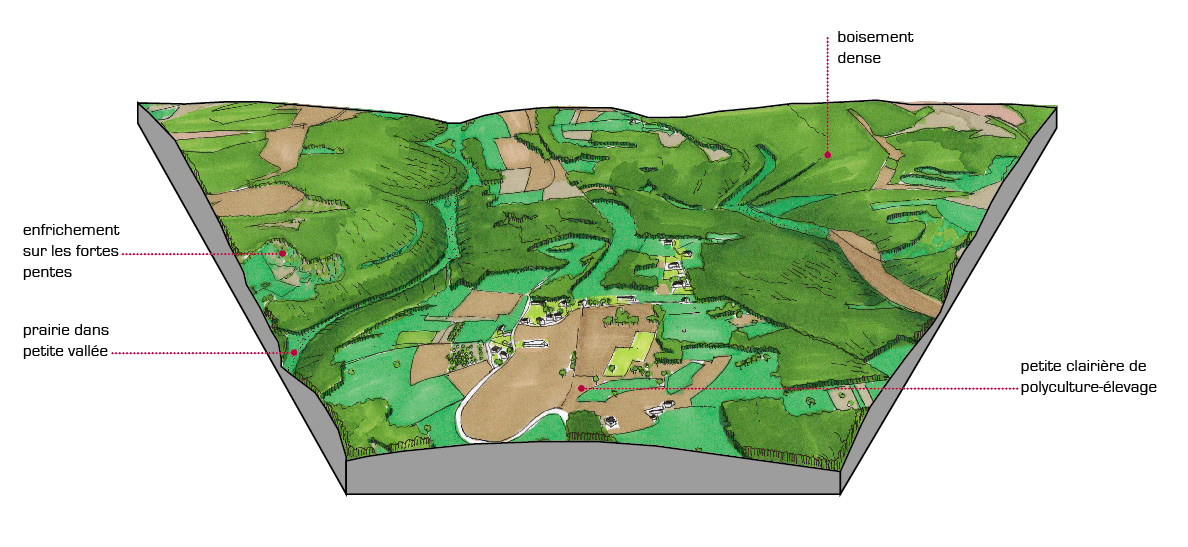 boisement
dense
enfrichement
sur les fortes
pentes
prairie dans
petite vallée
petite clairière de
polyculture-élevage